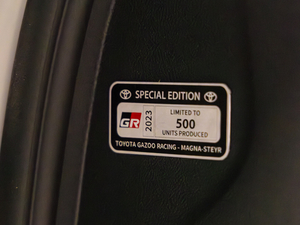 SPECIAL EDITION
GR 2023
LIMITED TO
500
UNITS PRODUCED
TOYOTA GAZOO RACING - MAGNA-STEYR